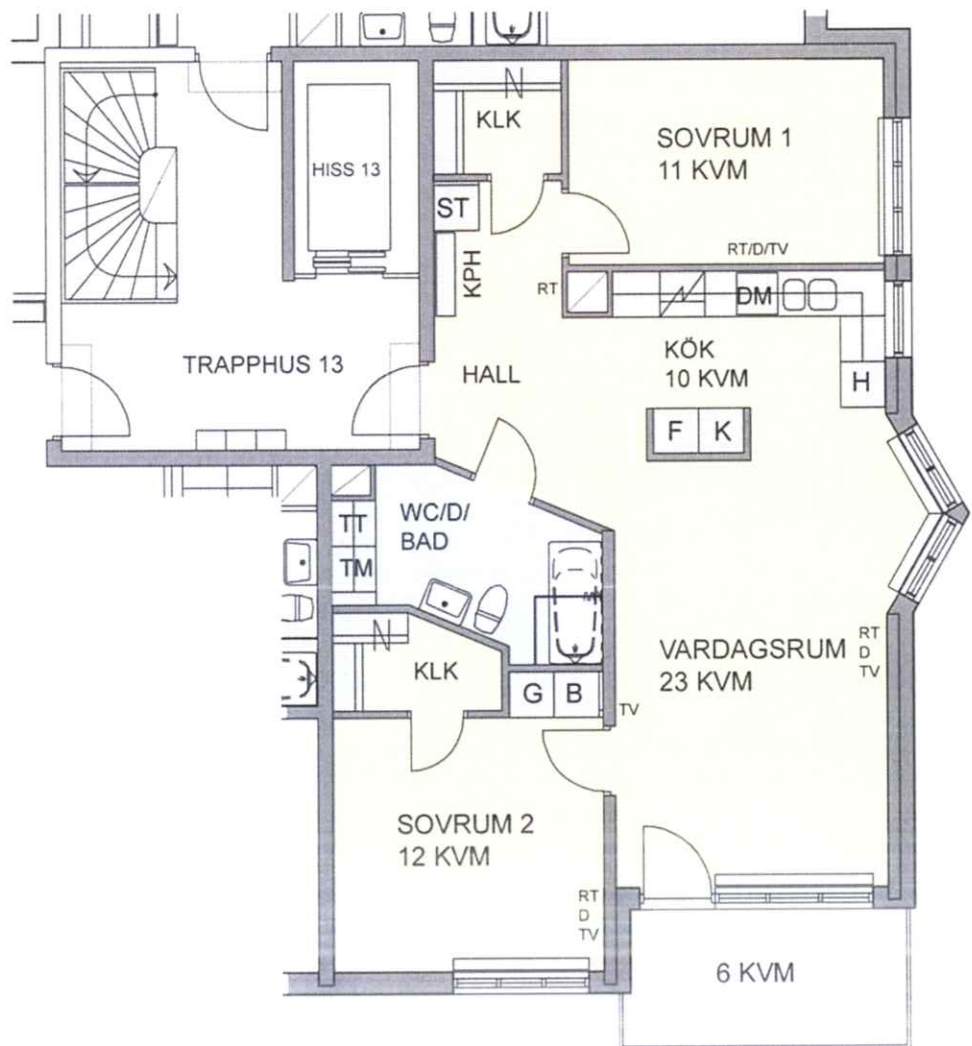 N
KLK
SOVRUM 1
11 KVM
HISS 13
ST
KPH
RT/D/TV
RT
DM
TRAPPHUS 13
HALL
KÖK
10 KVM
H
F
K
WC/D/
BAD
TT
TM
N
KLK
VARDAGSRUM
23 KVM
RT
D
TV
G
B
TV
SOVRUM 2
12 KVM
RT
D
TV
6 KVM